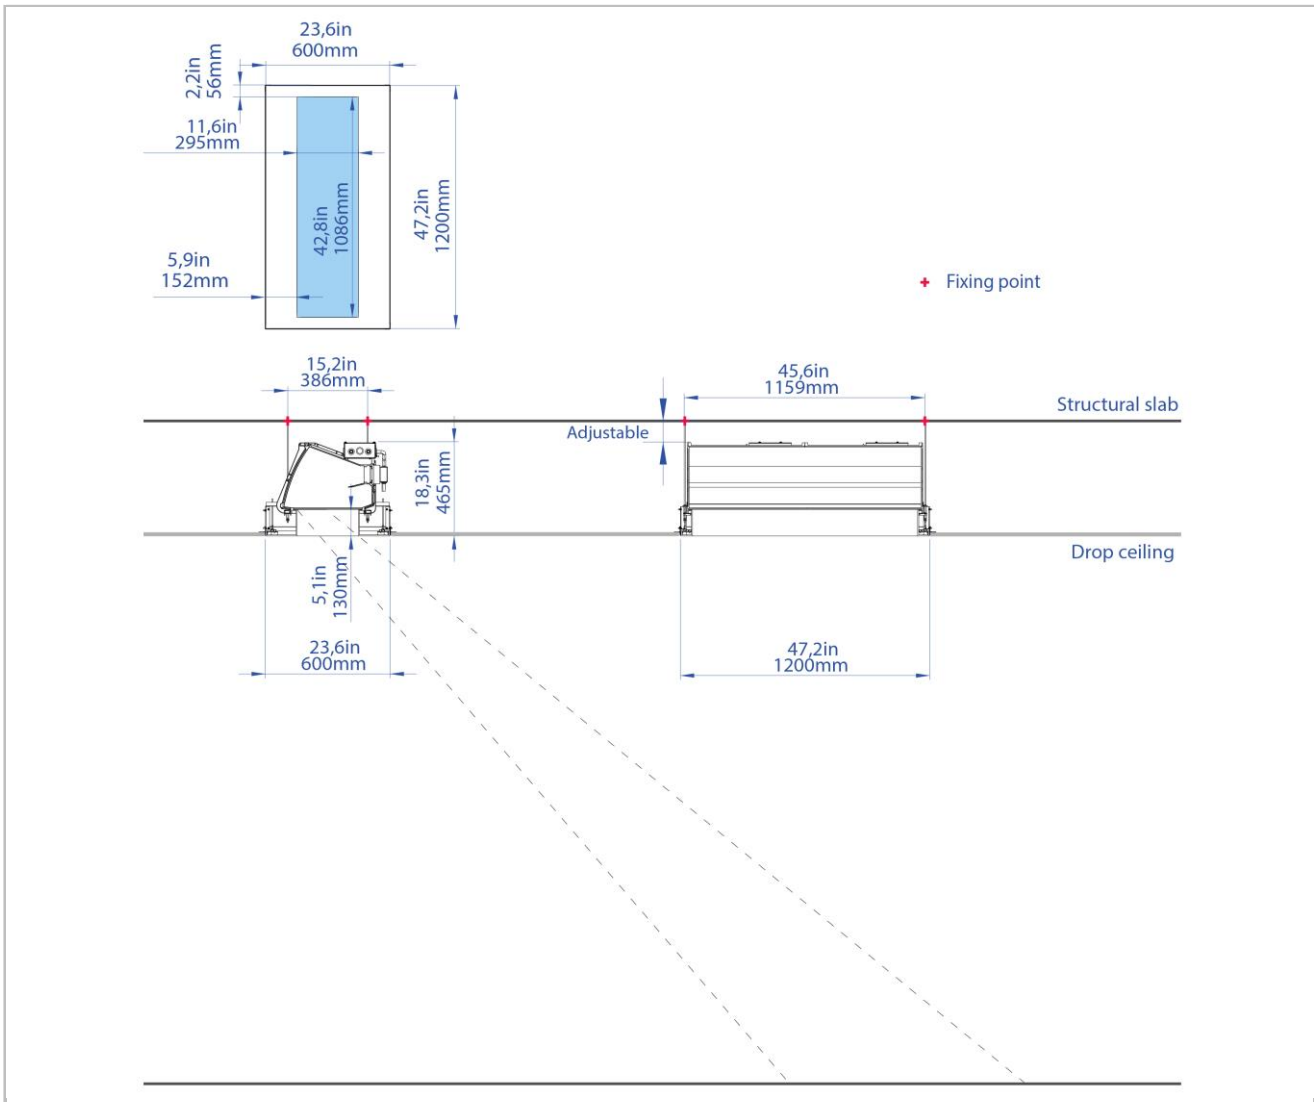 23,6in
600mm
2,2in
56mm
11,6in
295mm
42,8in
1086mm
47,2in
1200mm
5,9in
152mm
Fixing point
15,2in
386mm
45,6in
1159mm
Structural slab
Adjustable
18,3in
465mm
Drop ceiling
5,1in
130mm
23,6in
600mm
47,2in
1200mm